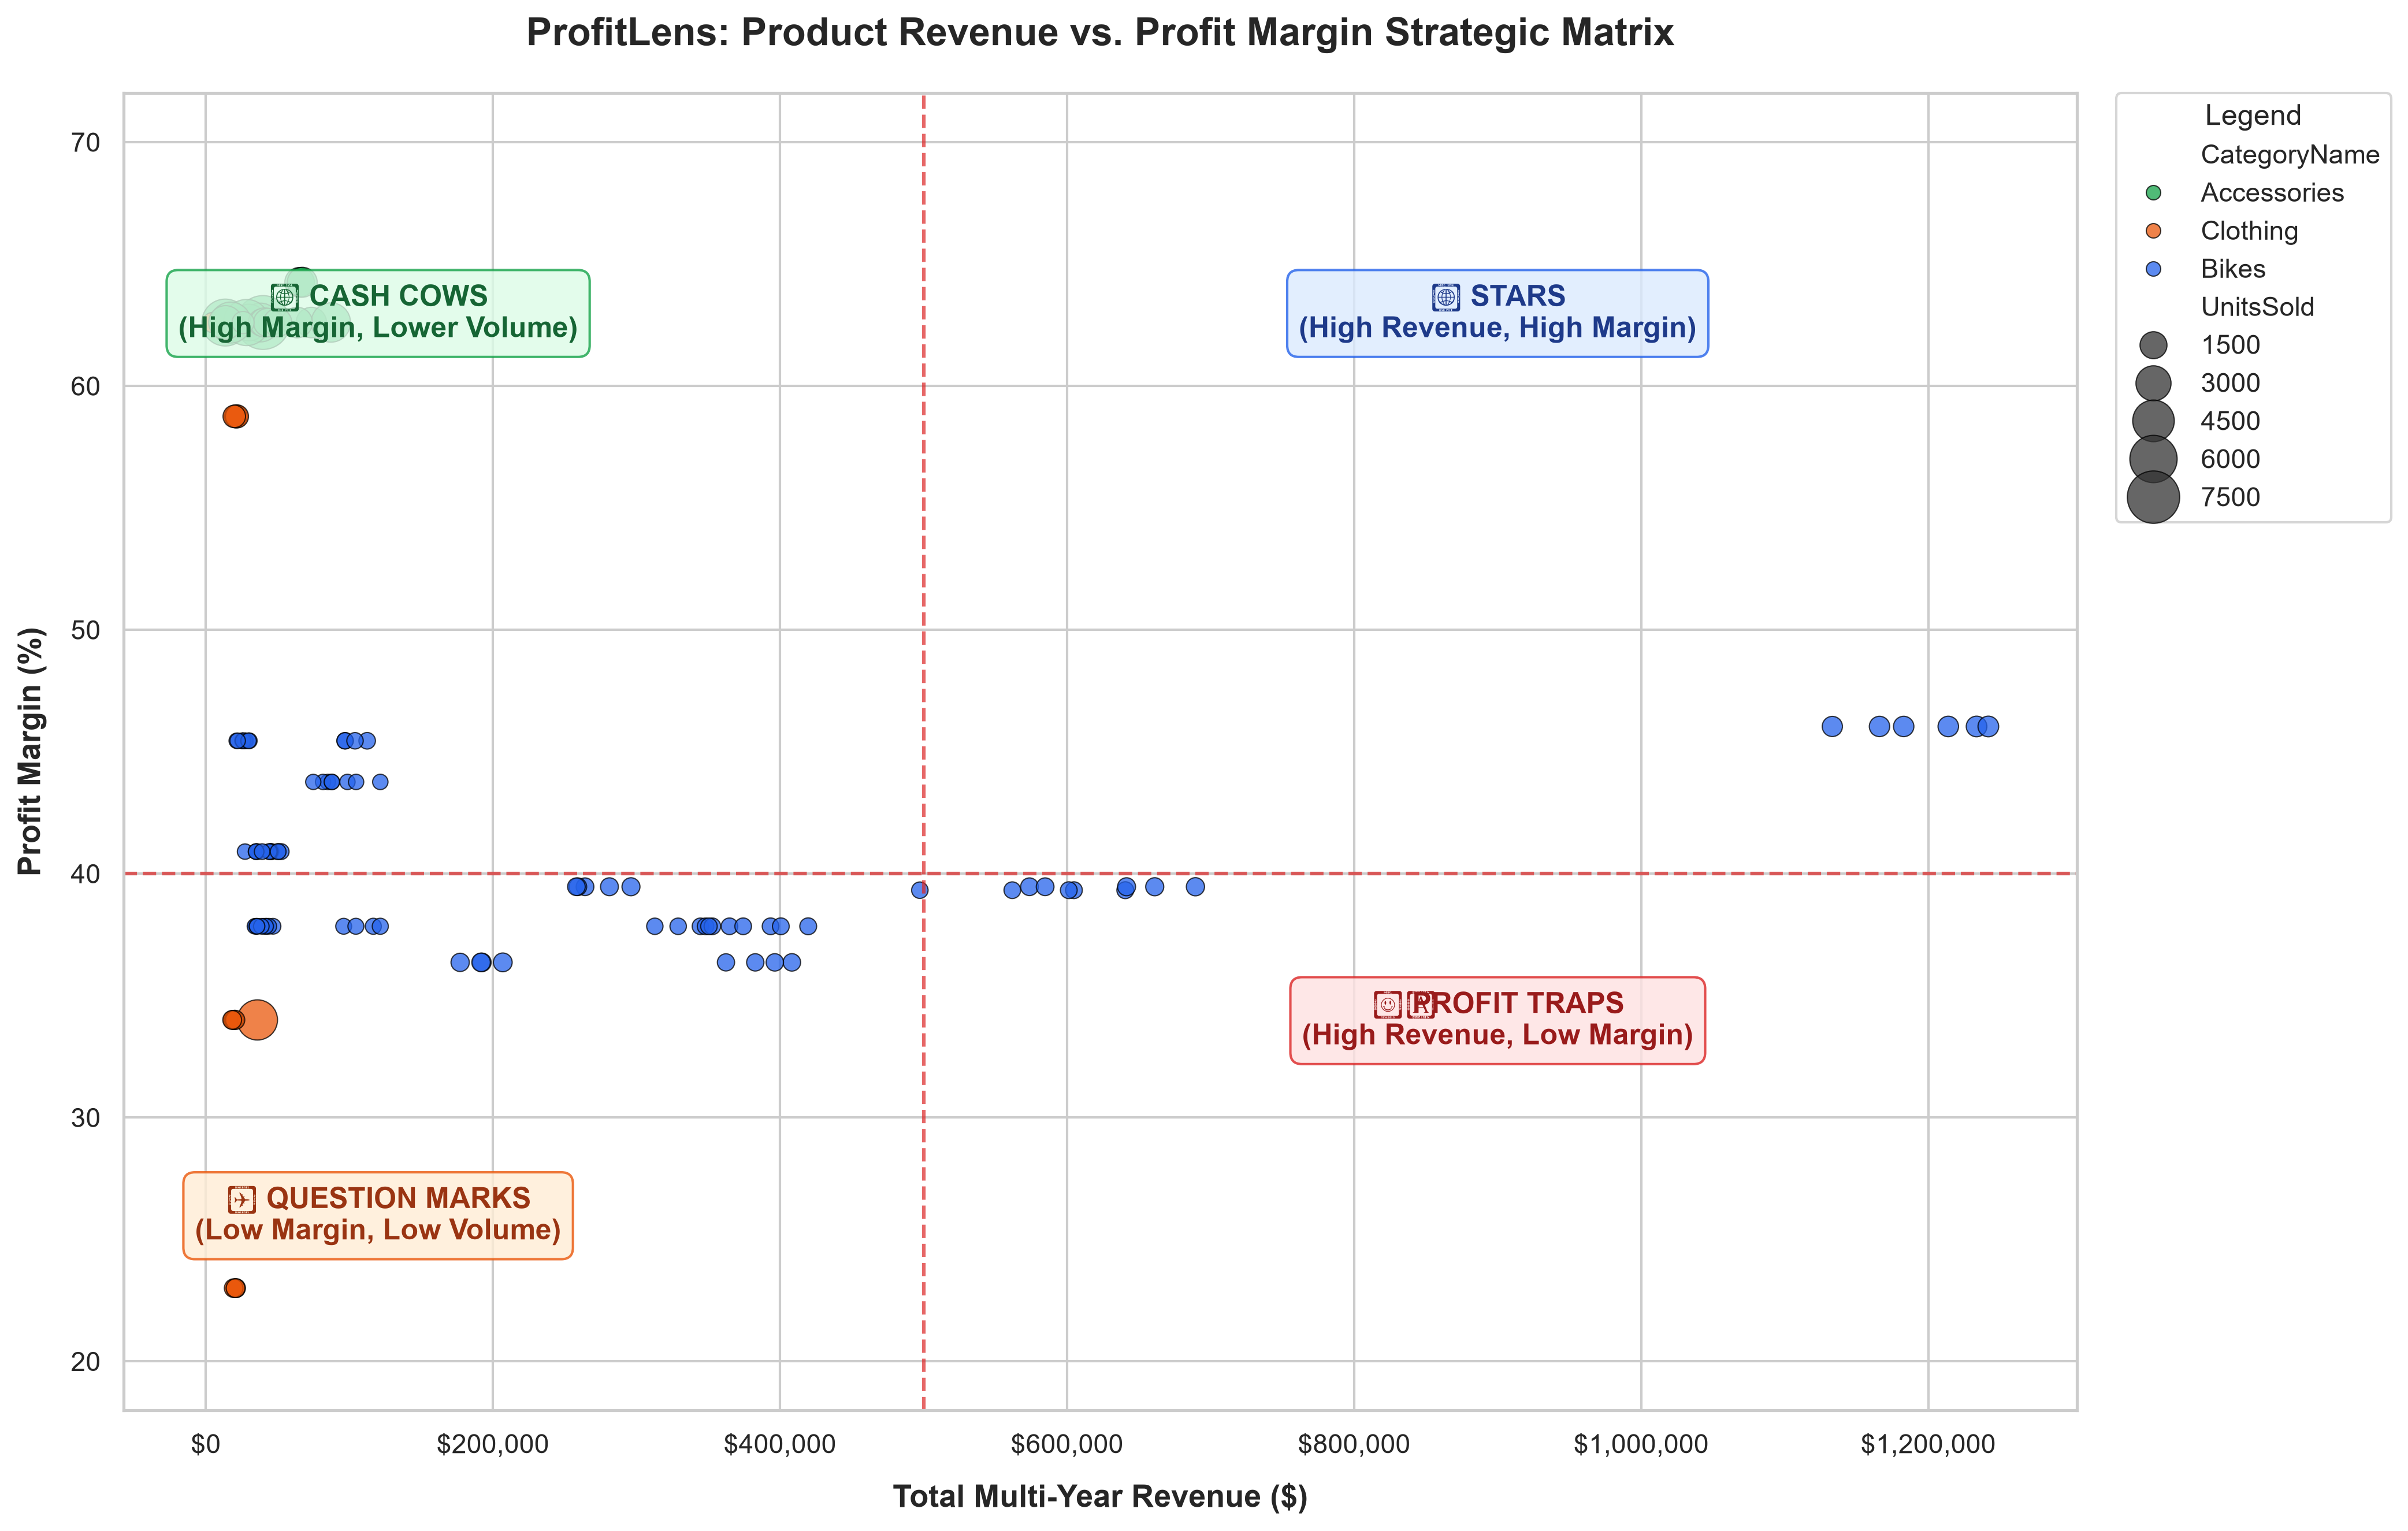 ProfitLens: Product Revenue vs. Profit Margin Strategic Matrix
Profit Margin (%)
70
60
50
40
30
20
CASH COWS
(High Margin, Lower Volume)
STARS
(High Revenue, High Margin)
PROFIT TRAPS
(High Revenue, Low Margin)
QUESTION MARKS
(Low Margin, Low Volume)
$0
$200,000
$400,000
$600,000
$800,000
$1,000,000
$1,200,000
Total Multi-Year Revenue ($)
Legend
CategoryName
Accessories
Clothing
Bikes
UnitsSold
1500
3000
4500
6000
7500